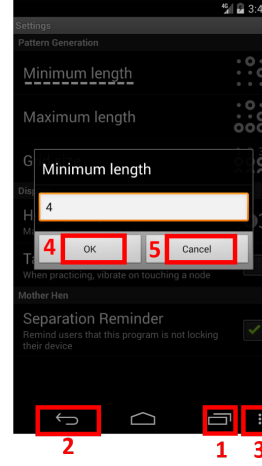 4G 3:4
Settings
Pattern Generation
Minimum length
Maximum length
G
Minimum length
4
Dis
H
Ma
4 OK 5 Cancel
Ta
When practicing, vibrate on touching a node
Mother Hen
Separation Reminder
Remind users that this program is not locking
their device
2 1 3